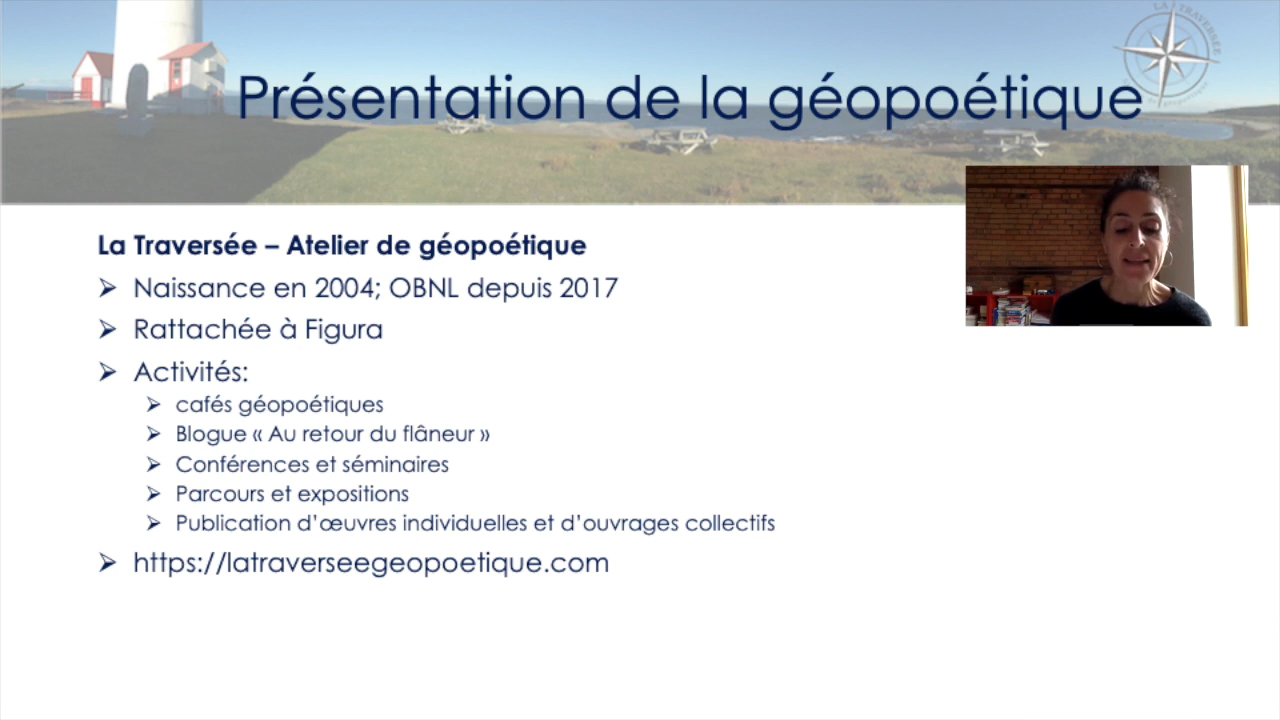 LA TRAVERSÉE
Présentation de la géopoétique
La Traversée – Atelier de géopoétique
➢ Naissance en 2004; OBNL depuis 2017
➢ Rattachée à Figura
➢ Activités:
➢ cafés géopoétiques
➢ Blogue « Au retour du flâneur »
➢ Conférences et séminaires
➢ Parcours et expositions
➢ Publication d’œuvres individuelles et d’ouvrages collectifs
➢ https://latraverseegeopoetique.com